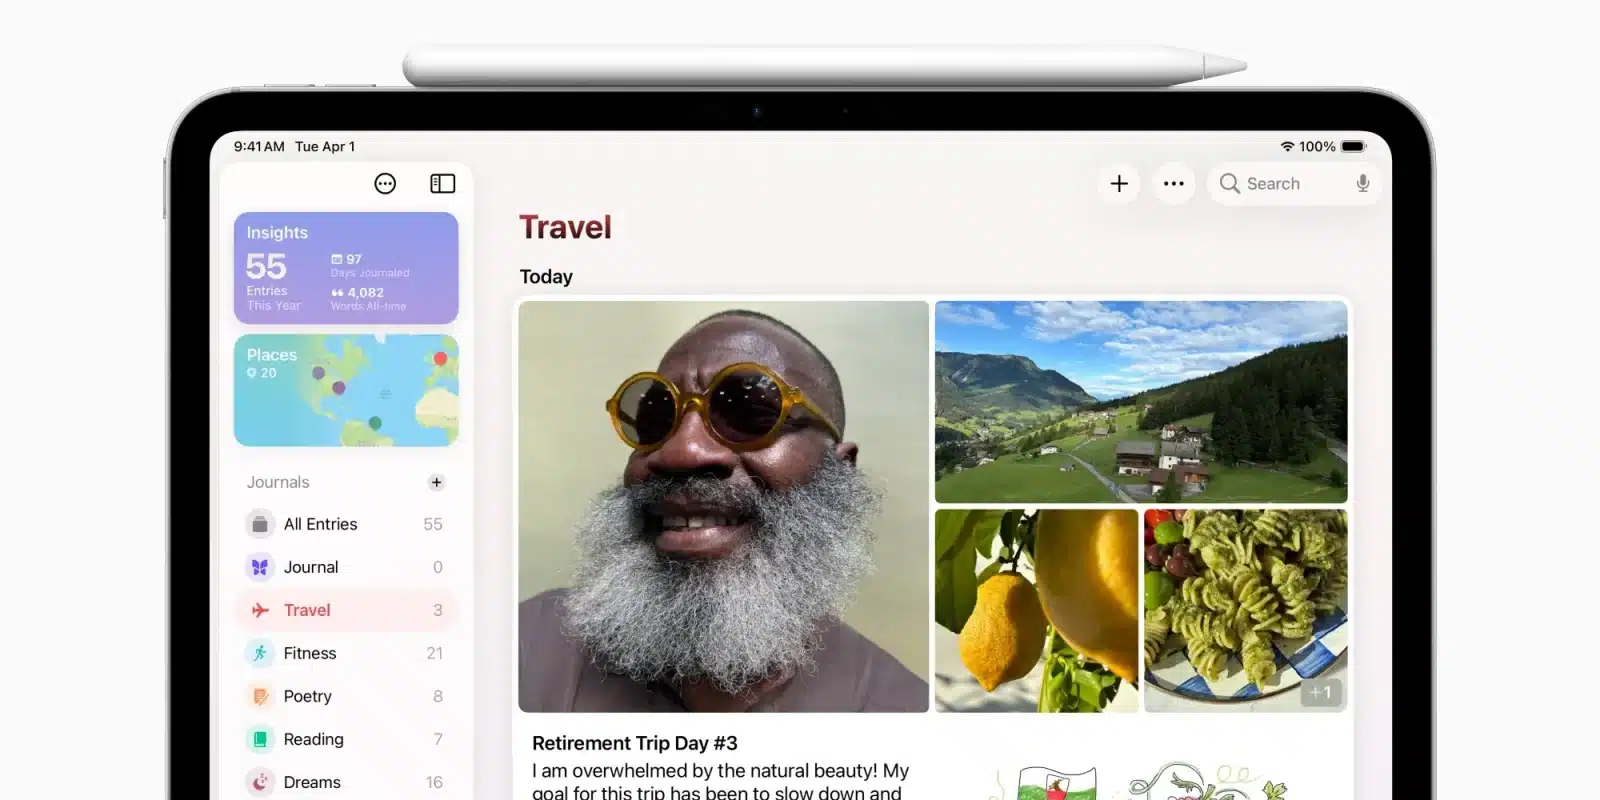 9:41 AM Tue Apr 1
100%
Insights
55
Entries
This Year
97
Days Journaled
4,082
Words All-time
Places
20
Journals
All Entries 55
Journal 0
Travel 3
Fitness 21
Poetry 8
Reading 7
Dreams 16
Search
Travel
Today
+1
Retirement Trip Day #3
I am overwhelmed by the natural beauty! My
goal for this trip has been to slow down and